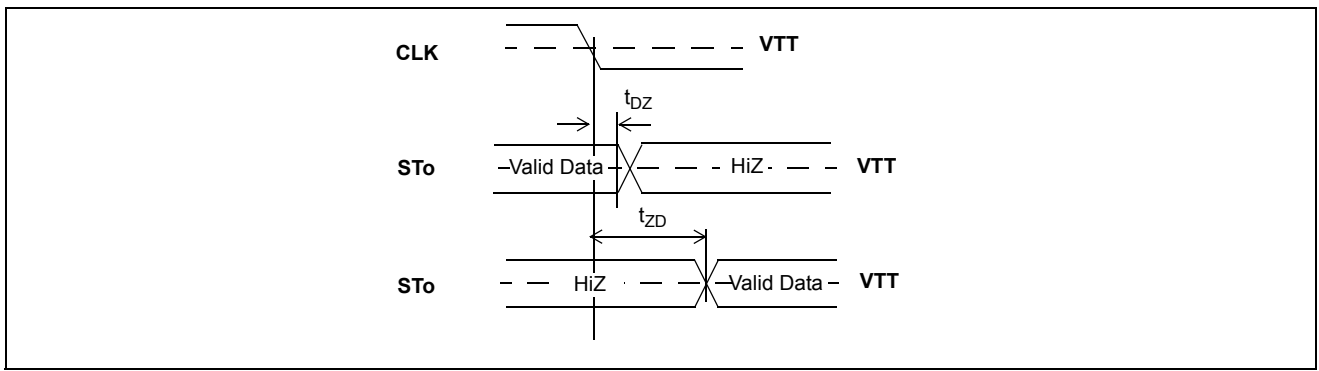 CLK VTT
tDZ
STo Valid Data HiZ VTT
tZD
STo HiZ Valid Data VTT